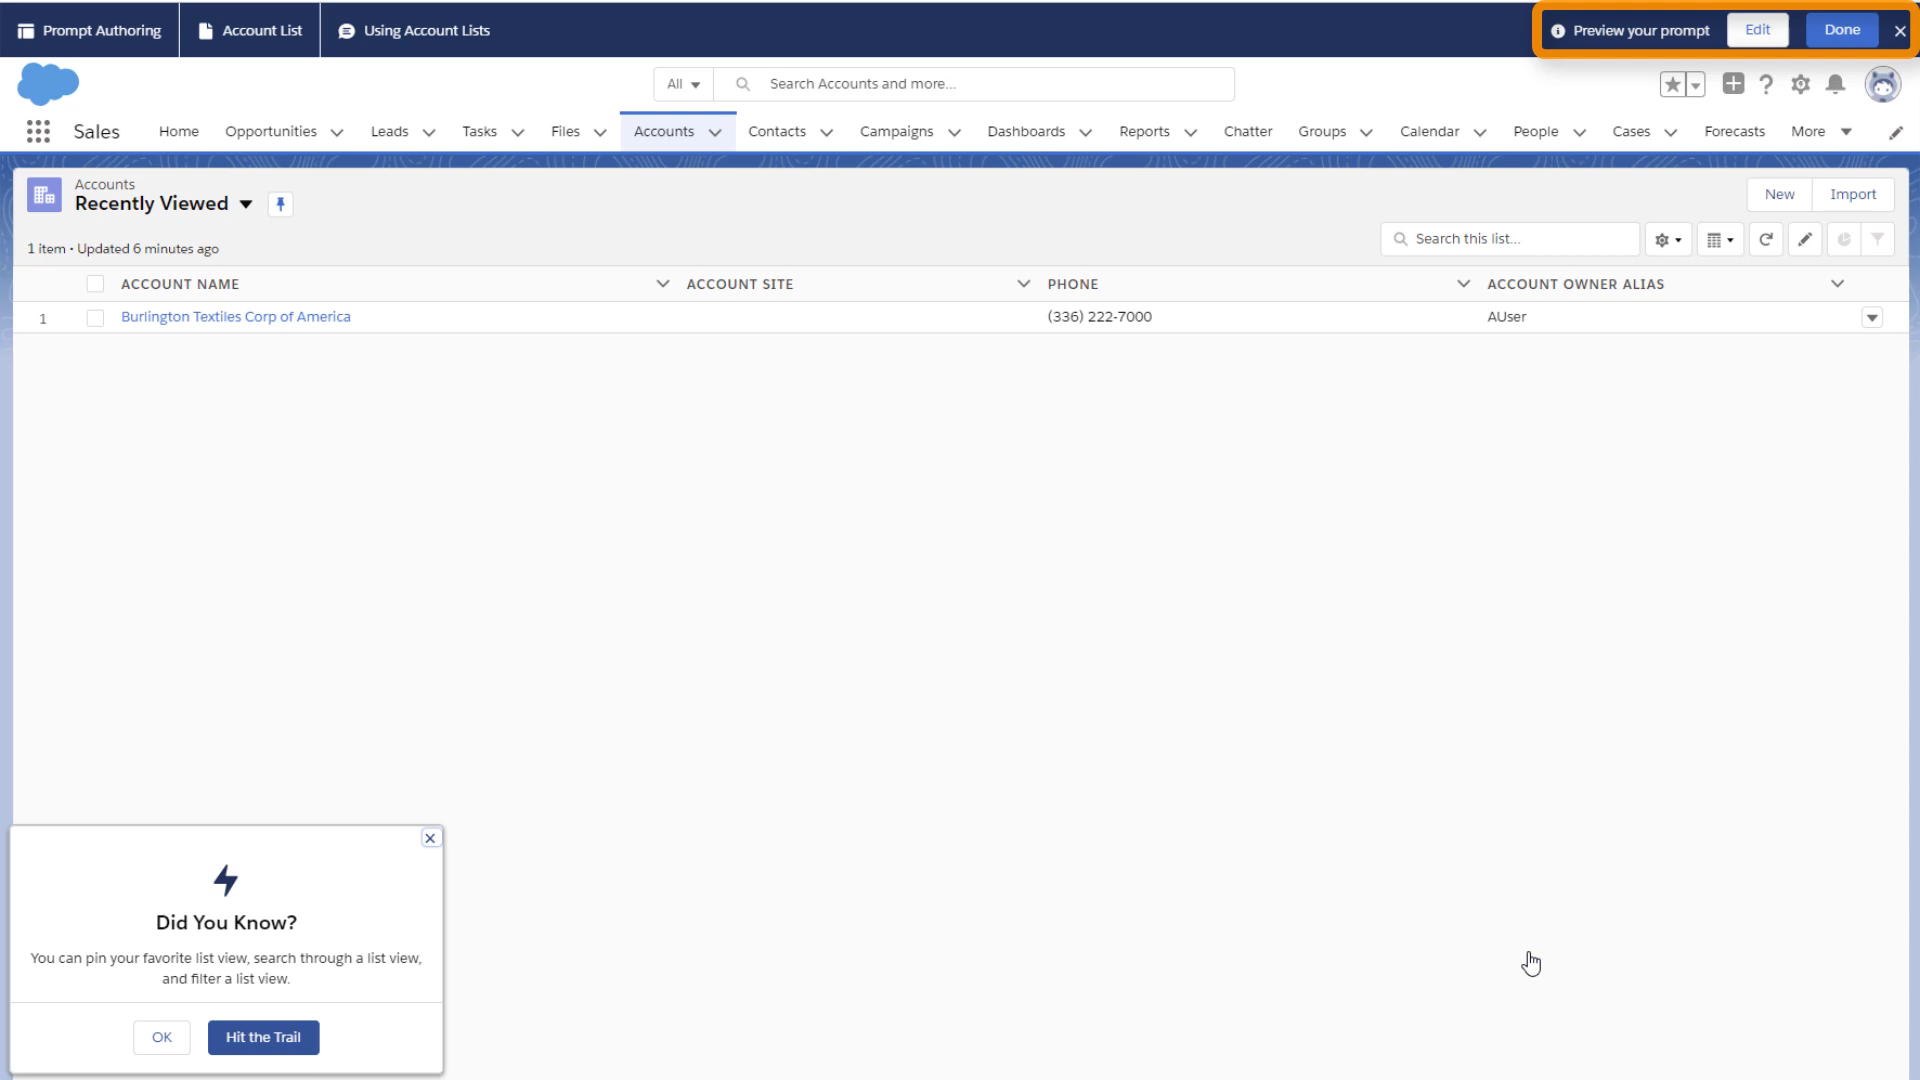 Prompt Authoring
Account List
Using Account Lists
Preview your prompt
Edit
Done
All
Search Accounts and more...
Sales
Home
Opportunities
Leads
Tasks
Files
Accounts
Contacts
Campaigns
Dashboards
Reports
Chatter
Groups
Calendar
People
Cases
Forecasts
More
Accounts
Recently Viewed
New
Import
1 item • Updated 6 minutes ago
Search this list...
ACCOUNT NAME
ACCOUNT SITE
PHONE
ACCOUNT OWNER ALIAS
1
Burlington Textiles Corp of America
(336) 222-7000
AUser
Did You Know?
You can pin your favorite list view, search through a list view,
and filter a list view.
OK
Hit the Trail